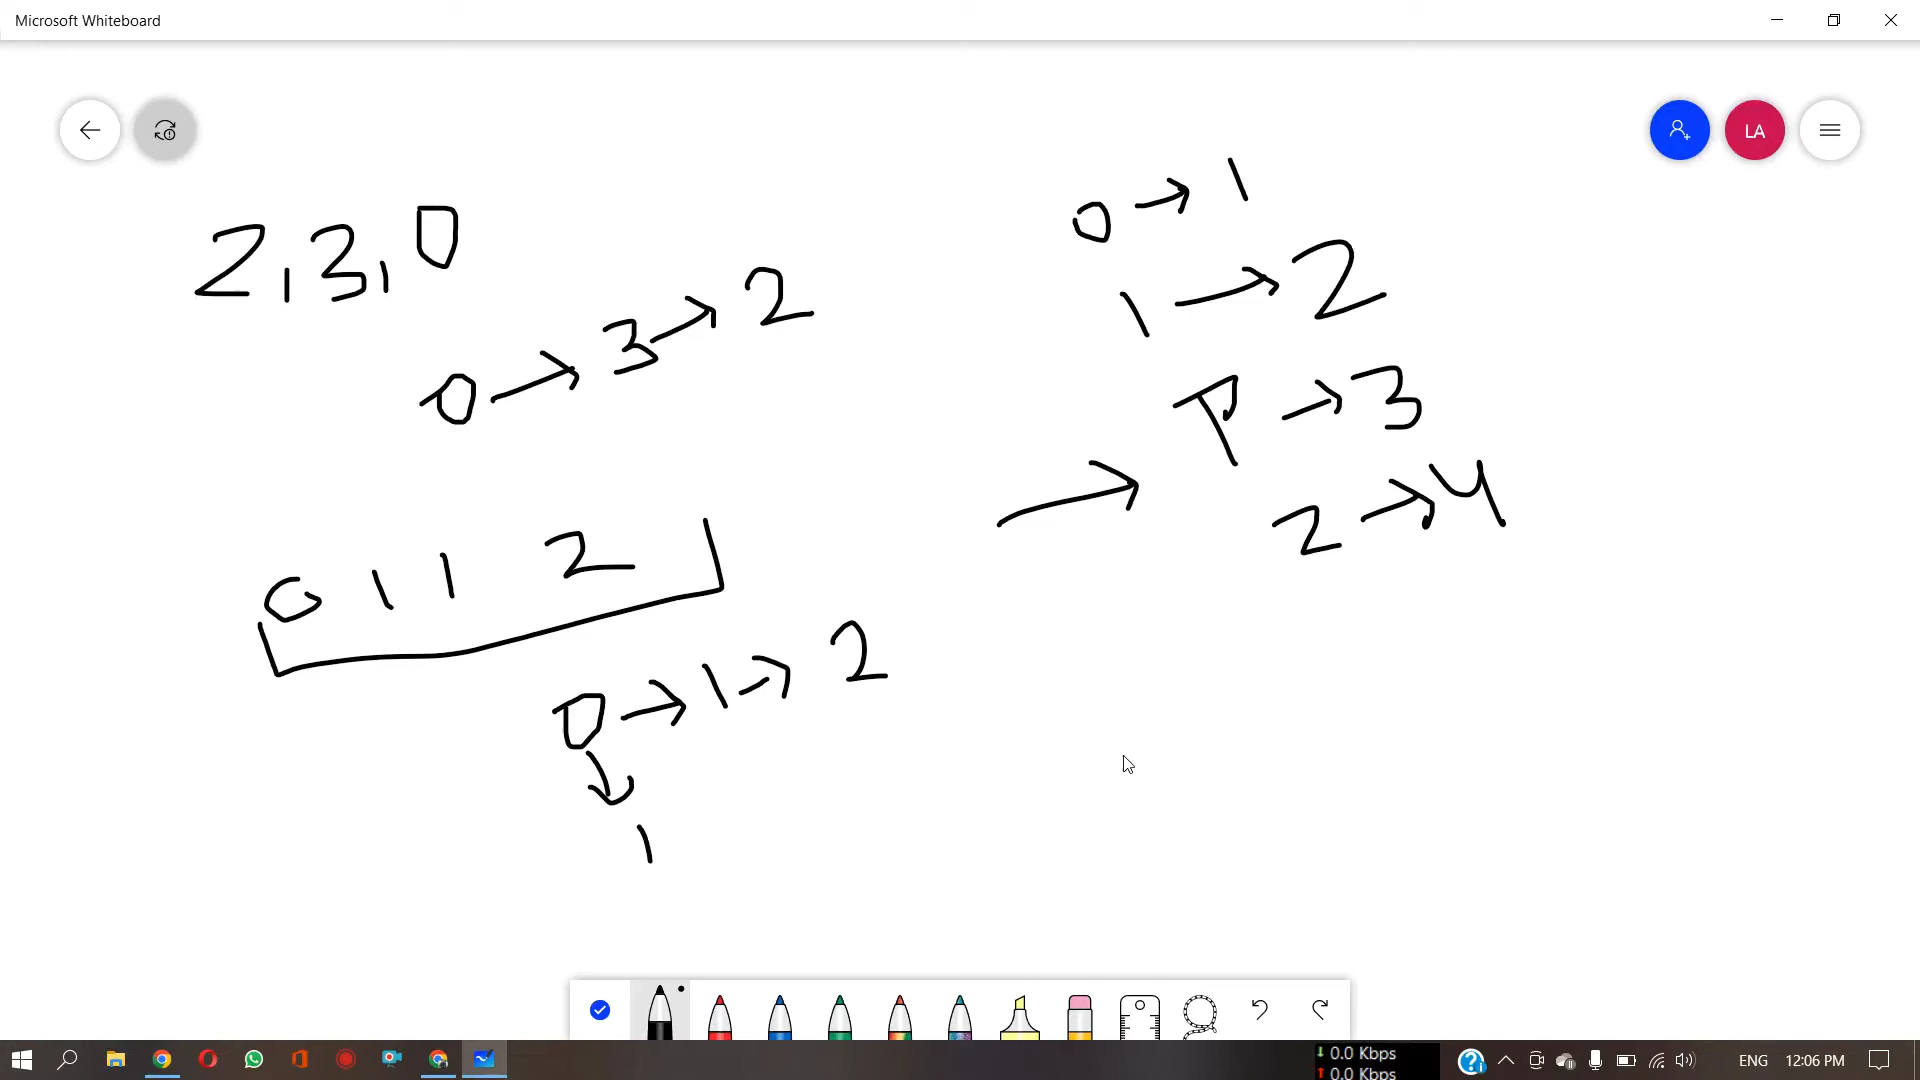 Microsoft Whiteboard
LA
2,3,0
0 → 3 → 2
0 1 1 2
0 → 1 → 2
↓
1
0 → 1
1 → 2
→ P → 3
2 → 4
↓ 0.0 Kbps
↑ 0.0 Kbps
ENG 12:06 PM